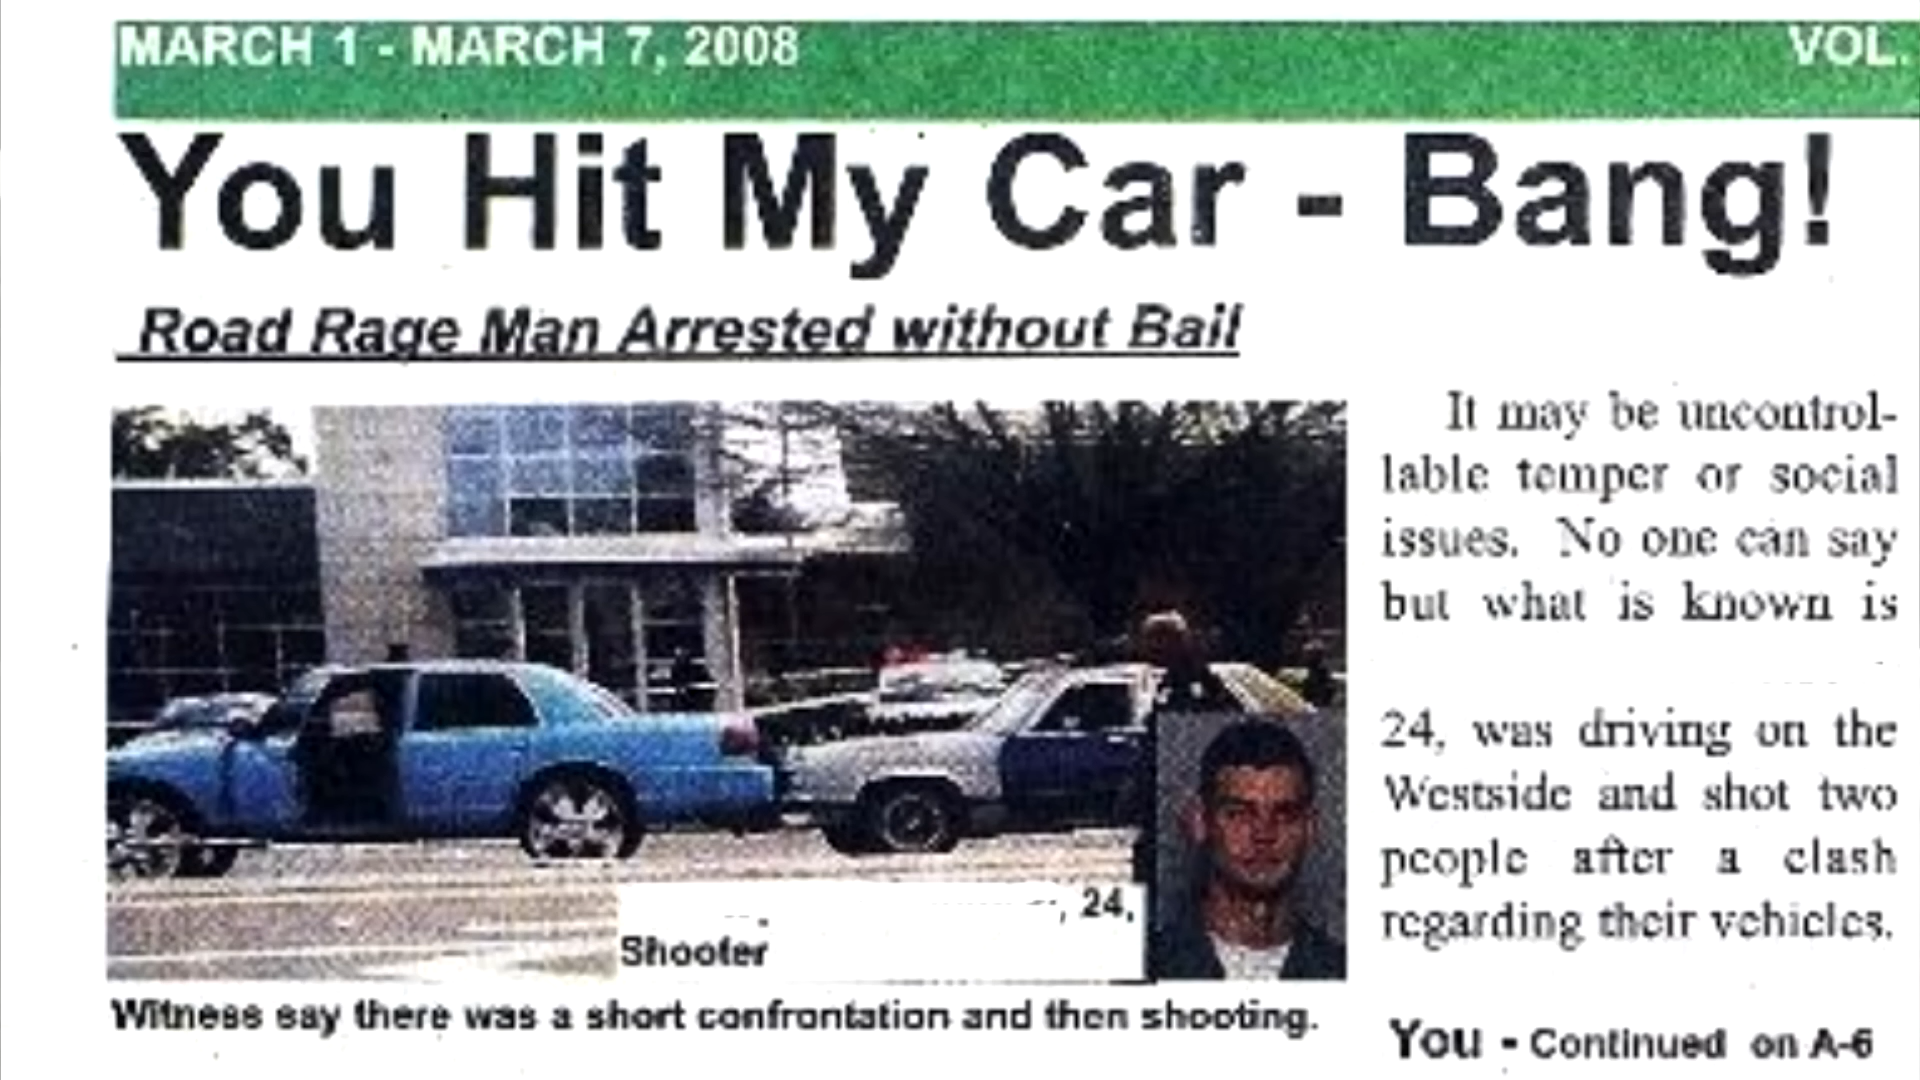 MARCH 1 - MARCH 7, 2008
VOL.
You Hit My Car - Bang!
Road Rage Man Arrested without Bail
It may be uncontrol-
lable temper or social
issues. No one can say
but what is known is
24, was driving on the
Westside and shot two
people after a clash
regarding their vehicles.
, 24,
Shooter
Witness say there was a short confrontation and then shooting.
You - Continued on A-6